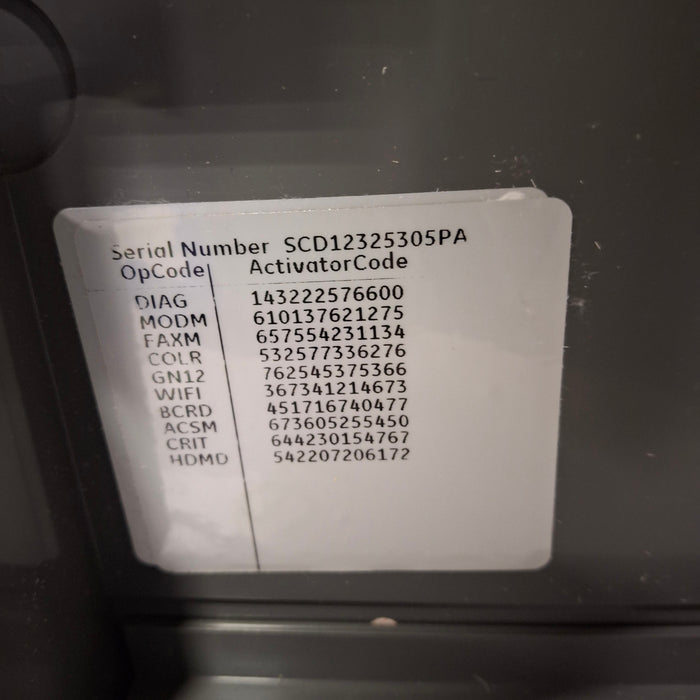 Serial Number SCD12325305PA
OpCode ActivatorCode
DIAG 143222576600
MODM 610137621275
FAXM 657554231134
COLR 532577336276
GN12 762545375366
WIFI 367341214673
BCRD 451716740477
ACSM 673605255450
CRIT 644230154767
HDMO 542207206172